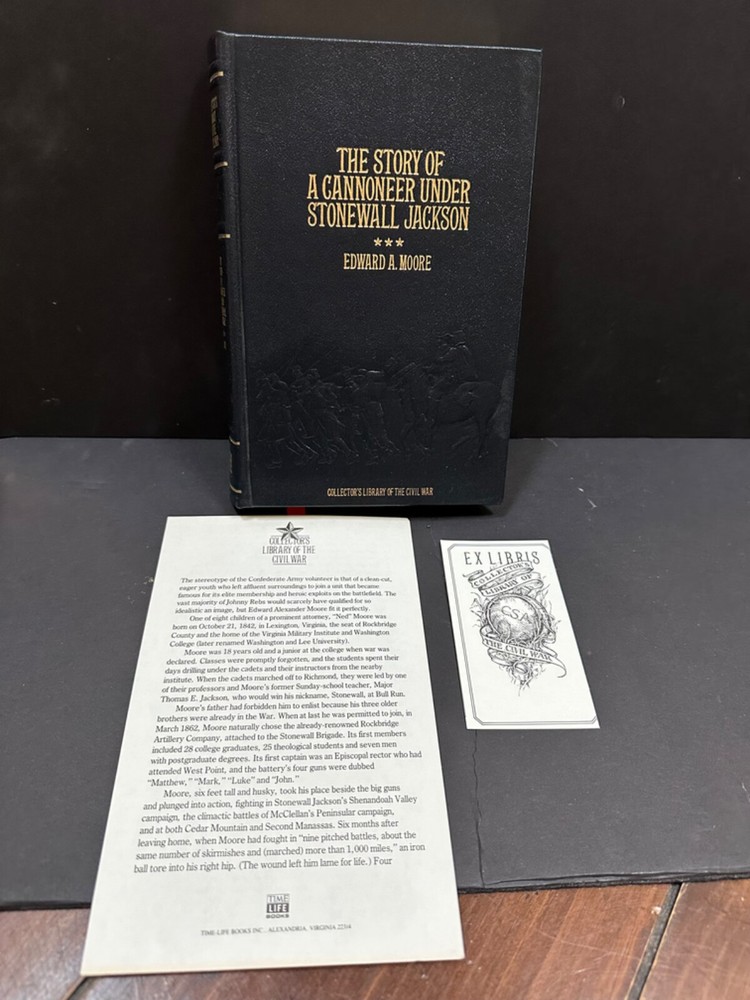 THE STORY OF
A CANNONEER UNDER
STONEWALL JACKSON
★★★
EDWARD A. MOORE
COLLECTOR'S LIBRARY OF THE CIVIL WAR
COLLECTOR'S
LIBRARY OF THE
CIVIL WAR
The stereotype of the Confederate Army volunteer is that of a clean-cut,
eager youth who left affluent surroundings to join a unit that became
famous for its elite membership and heroic exploits on the battlefield. The
vast majority of Johnny Rebs would scarcely have qualified for so
idealistic an image, but Edward Alexander Moore fit it perfectly.
One of eight children of a prominent attorney, "Ned" Moore was
born on October 21, 1842, in Lexington, Virginia, the seat of Rockbridge
County and the home of the Virginia Military Institute and Washington
College (later renamed Washington and Lee University).
Moore was 18 years old and a junior at the college when war was
declared. Classes were promptly forgotten, and the students spent their
days drilling under the cadets and their instructors from the nearby
institute. When the cadets marched off to Richmond, they were led by one
of their professors and Moore's former Sunday-school teacher, Major
Thomas E. Jackson, who would win his nickname, Stonewall, at Bull Run.
Moore's father had forbidden him to enlist because his three older
brothers were already in the War. When at last he was permitted to join, in
March 1862, Moore naturally chose the already-renowned Rockbridge
Artillery Company, attached to the Stonewall Brigade. Its first members
included 28 college graduates, 25 theological students and seven men
with postgraduate degrees. Its first captain was an Episcopal rector who had
attended West Point, and the battery's four guns were dubbed
"Matthew," "Mark," "Luke" and "John."
Moore, six feet tall and husky, took his place beside the big guns
and plunged into action, fighting in Stonewall Jackson's Shenandoah Valley
campaign, the climactic battles of McClellan's Peninsular campaign,
and at both Cedar Mountain and Second Manassas. Six months after
leaving home, when Moore had fought in "nine pitched battles, about the
same number of skirmishes and (marched) more than 1,000 miles," an iron
ball tore into his right hip. (The wound left him lame for life.) Four
TIME
LIFE
BOOKS
TIME-LIFE BOOKS INC., ALEXANDRIA, VIRGINIA 22314
EX LIBRIS
COLLECTOR'S
LIBRARY OF
CSA
THE CIVIL WAR